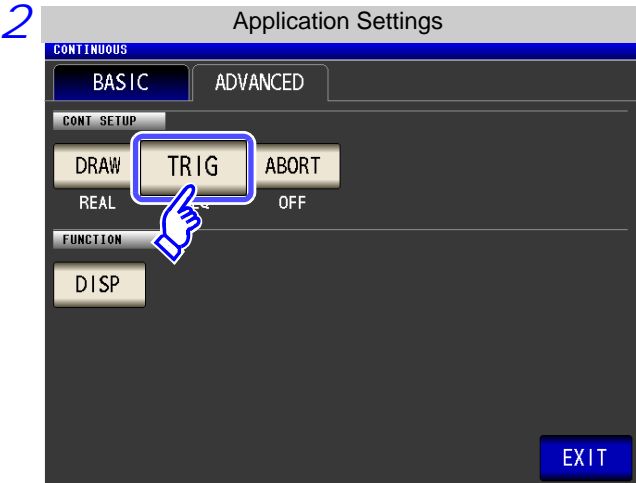 2 Application Settings
CONTINUOUS
BASIC ADVANCED
CONT SETUP
DRAW TRIG ABORT
REAL OFF
FUNCTION
DISP
EXIT